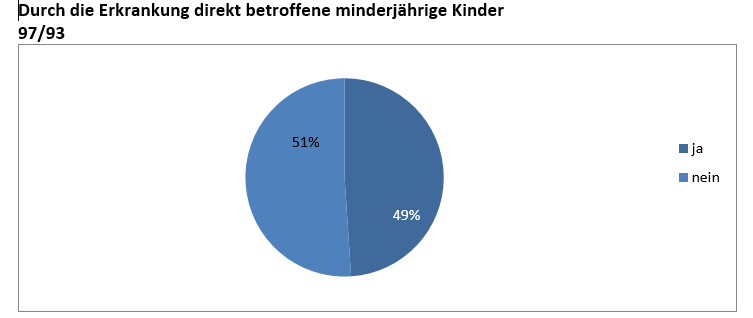 Durch die Erkrankung direkt betroffene minderjährige Kinder
97/93
51%
ja
nein
49%